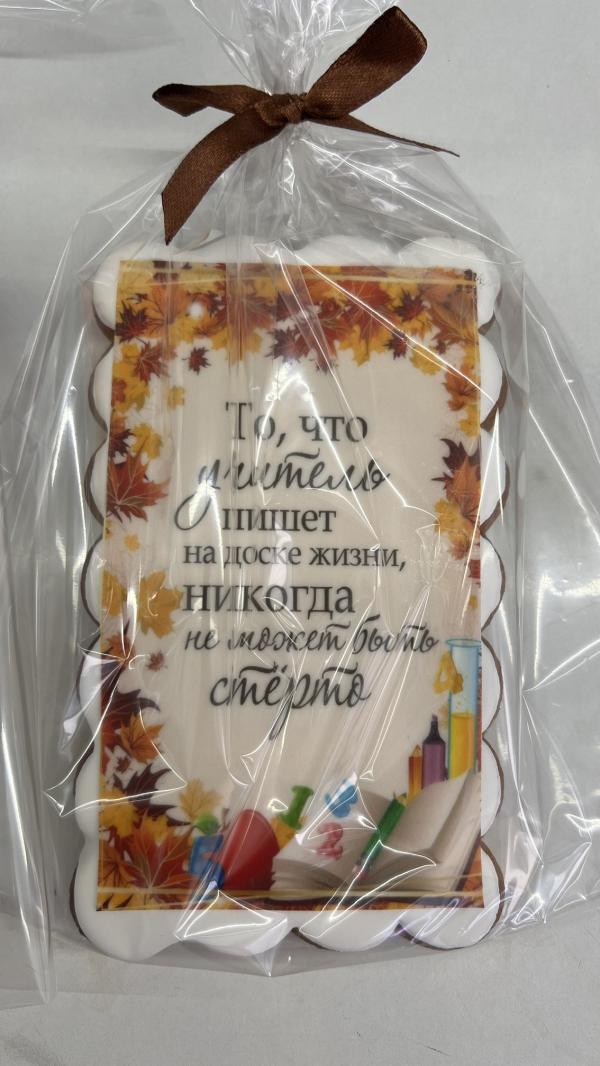 То, что
учитель
пишет
на доске жизни,
никогда
не может быть
стёрто